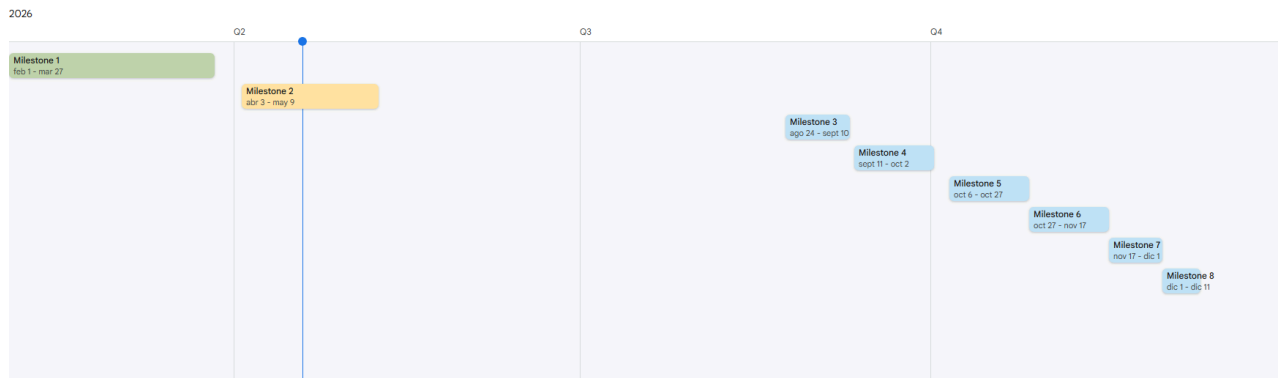 2026
Q2
Q3
Q4
Milestone 1
feb 1 - mar 27
Milestone 2
abr 3 - may 9
Milestone 3
ago 24 - sept 10
Milestone 4
sept 11 - oct 2
Milestone 5
oct 6 - oct 27
Milestone 6
oct 27 - nov 17
Milestone 7
nov 17 - dic 1
Milestone 8
dic 1 - dic 11